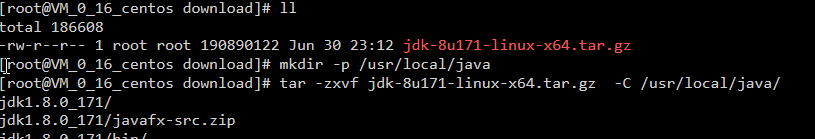 [root@VM_0_16_centos download]# ll
total 186608
-rw-r--r-- 1 root root 190890122 Jun 30 23:12 jdk-8u171-linux-x64.tar.gz
[root@VM_0_16_centos download]# mkdir -p /usr/local/java
[root@VM_0_16_centos download]# tar -zxvf jdk-8u171-linux-x64.tar.gz  -C /usr/local/java/
jdk1.8.0_171/
jdk1.8.0_171/javafx-src.zip
jdk1.8.0_171/bin/